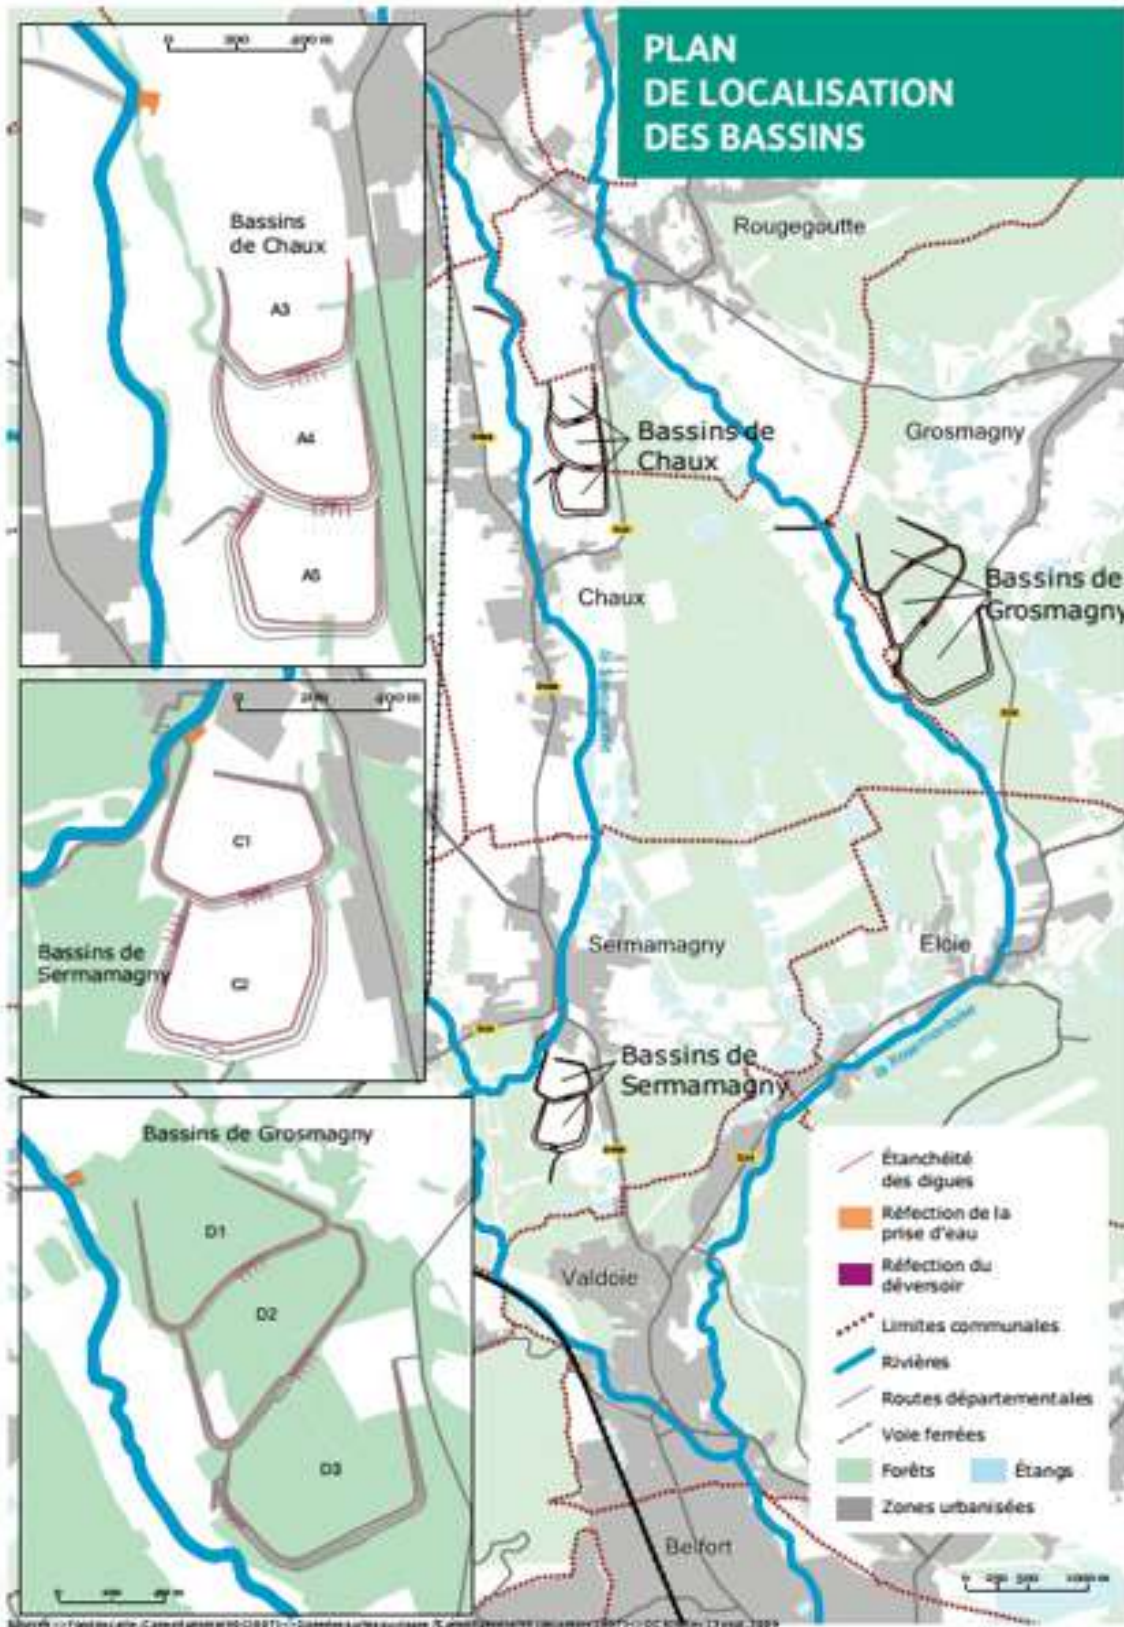 PLAN
DE LOCALISATION
DES BASSINS
Bassins
de Chaux
A3
A4
A5
Bassins de
Sermamagny
C1
C2
Bassins de Grosmagny
D1
D2
D3
Rougegoutte
Grosmagny
Bassins de
Chaux
Chaux
Bassins de
Grosmagny
Sermamagny
Eloie
la Rosemontoise
Bassins de
Sermamagny
Valdoie
Belfort
Étanchéité
des digues
Réfection de la
prise d'eau
Réfection du
déversoir
Limites communales
Rivières
Routes départementales
Voie ferrées
Forêts
Étangs
Zones urbanisées